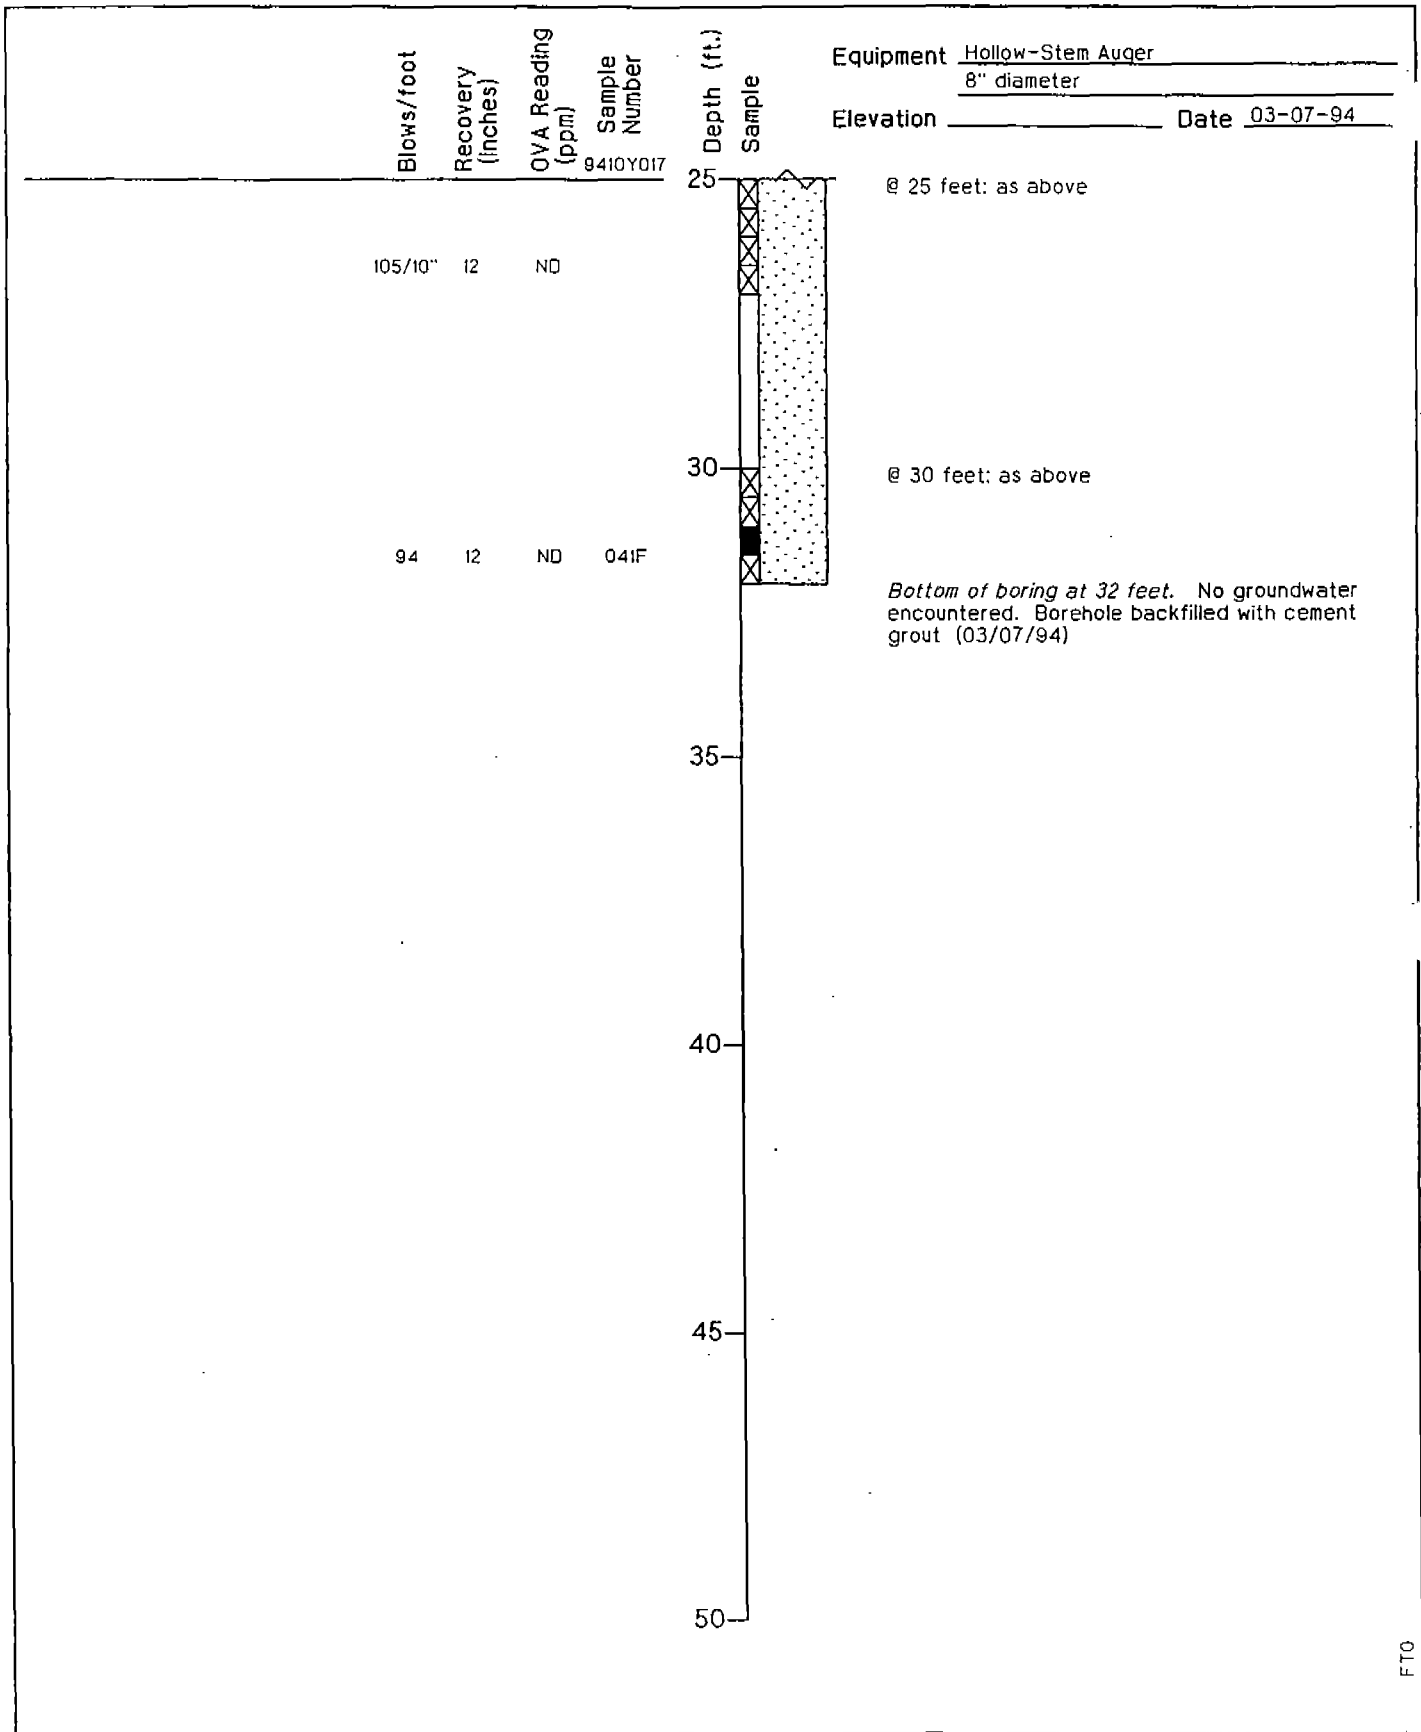 Blows/foot
Recovery
(inches)
OVA Reading
(ppm)
Sample
Number
9410Y017
Depth (ft.)
Sample
Equipment Hollow-Stem Auger
8" diameter
Elevation
Date 03-07-94
25
@ 25 feet: as above
105/10" 12 ND
30
@ 30 feet: as above
94 12 ND 041F
Bottom of boring at 32 feet. No groundwater
encountered. Borehole backfilled with cement
grout (03/07/94)
35
40
45
50
FTO